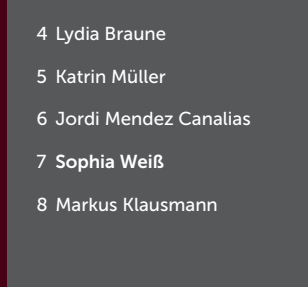 4 Lydia Braune
5 Katrin Müller
6 Jordi Mendez Canalias
7 Sophia Weiß
8 Markus Klausmann